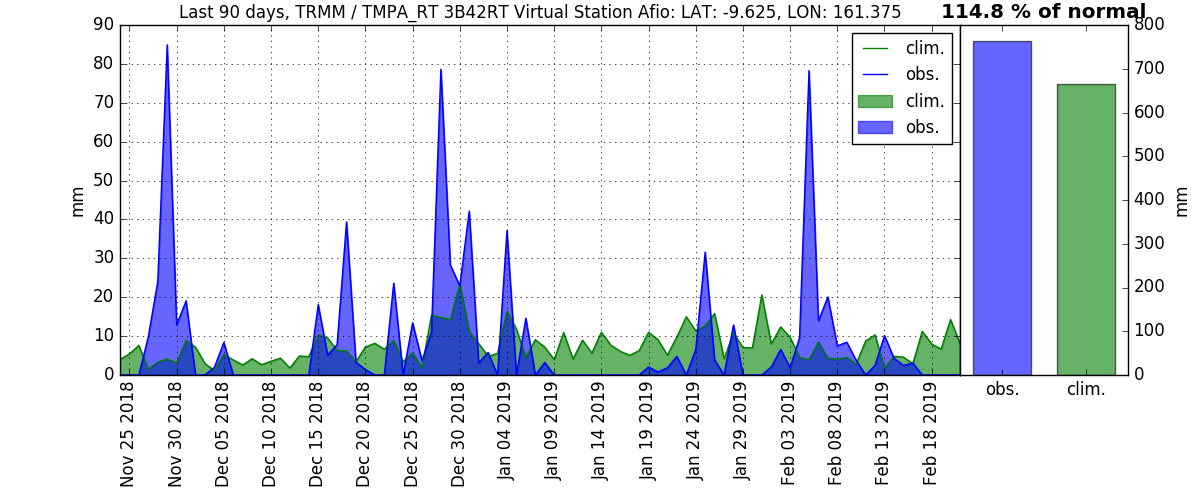 Last 90 days, TRMM / TMPA_RT 3B42RT Virtual Station Afio: LAT: -9.625, LON: 161.375
114.8 % of normal
90
80
70
60
50
40
30
20
10
0
mm
clim.
obs.
clim.
obs.
800
700
600
500
400
300
200
100
0
mm
obs.
clim.
Nov 25 2018
Nov 30 2018
Dec 05 2018
Dec 10 2018
Dec 15 2018
Dec 20 2018
Dec 25 2018
Dec 30 2018
Jan 04 2019
Jan 09 2019
Jan 14 2019
Jan 19 2019
Jan 24 2019
Jan 29 2019
Feb 03 2019
Feb 08 2019
Feb 13 2019
Feb 18 2019